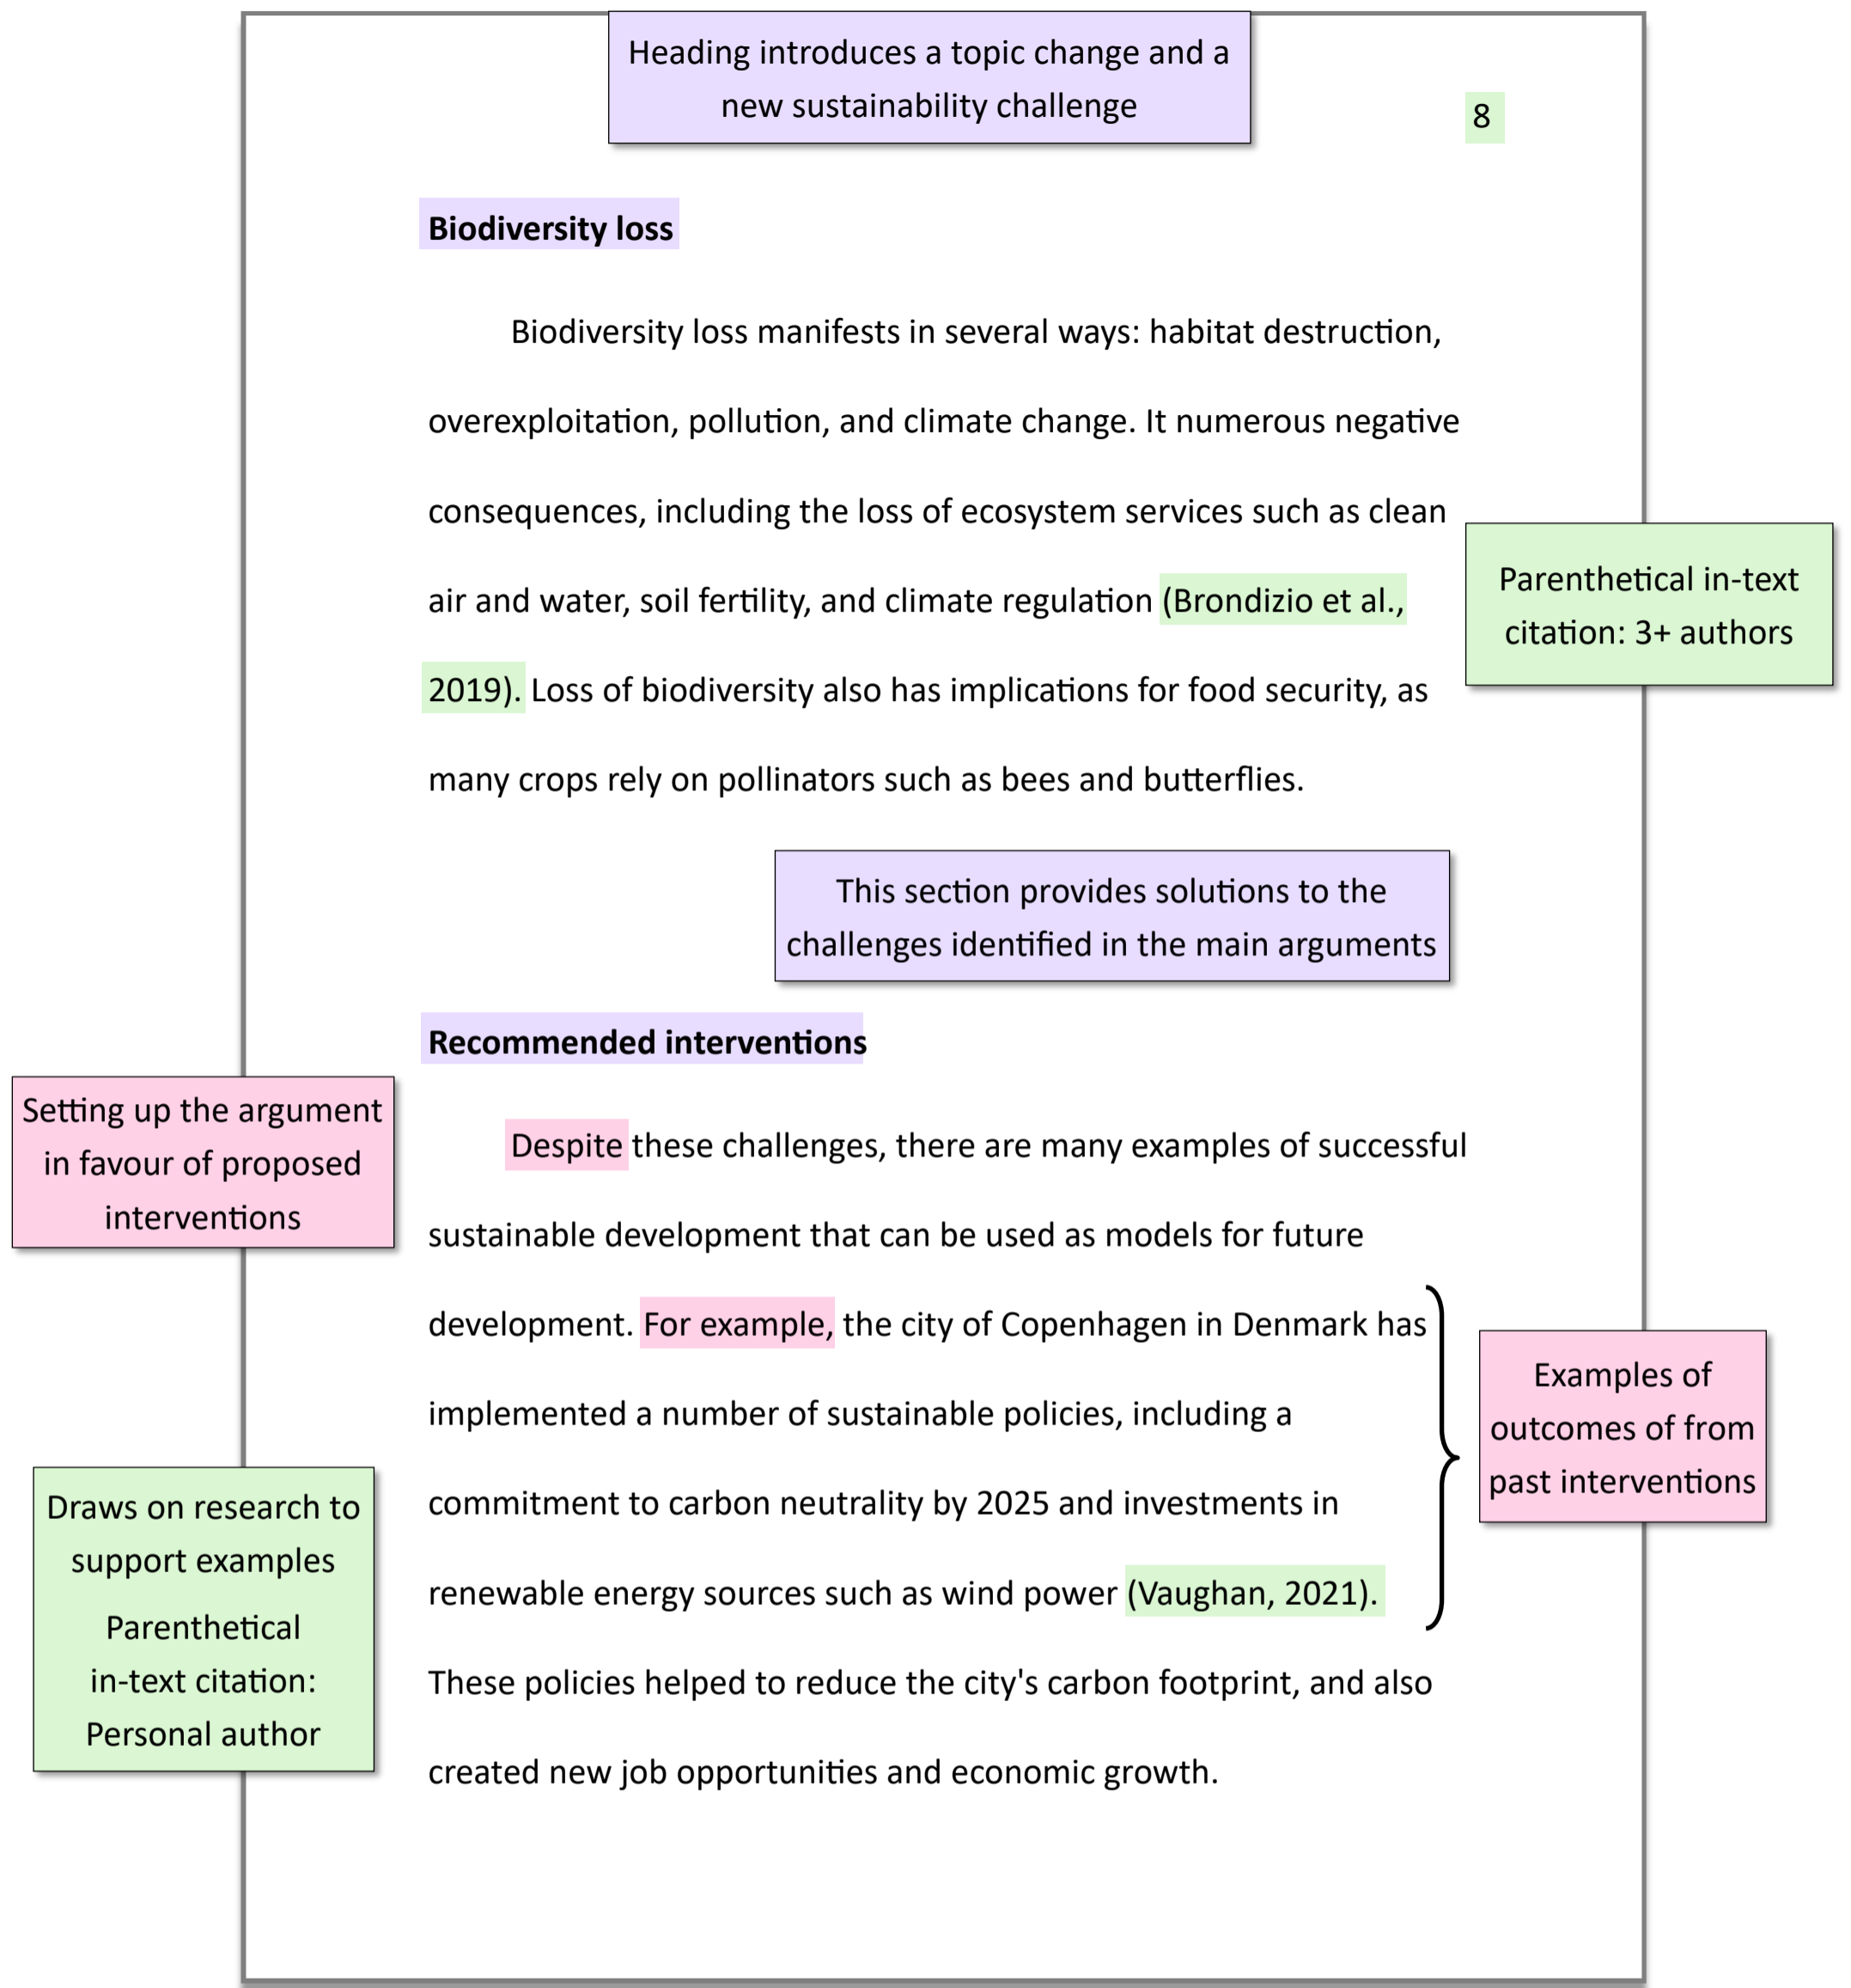 Heading introduces a topic change and a
new sustainability challenge
8
Biodiversity loss
Biodiversity loss manifests in several ways: habitat destruction,
overexploitation, pollution, and climate change. It numerous negative
consequences, including the loss of ecosystem services such as clean
air and water, soil fertility, and climate regulation (Brondizio et al.,
2019). Loss of biodiversity also has implications for food security, as
many crops rely on pollinators such as bees and butterflies.
Parenthetical in-text
citation: 3+ authors
This section provides solutions to the
challenges identified in the main arguments
Recommended interventions
Setting up the argument
in favour of proposed
interventions
Despite these challenges, there are many examples of successful
sustainable development that can be used as models for future
development. For example, the city of Copenhagen in Denmark has
implemented a number of sustainable policies, including a
commitment to carbon neutrality by 2025 and investments in
renewable energy sources such as wind power (Vaughan, 2021).
These policies helped to reduce the city's carbon footprint, and also
created new job opportunities and economic growth.
Examples of
outcomes of from
past interventions
Draws on research to
support examples
Parenthetical
in-text citation:
Personal author